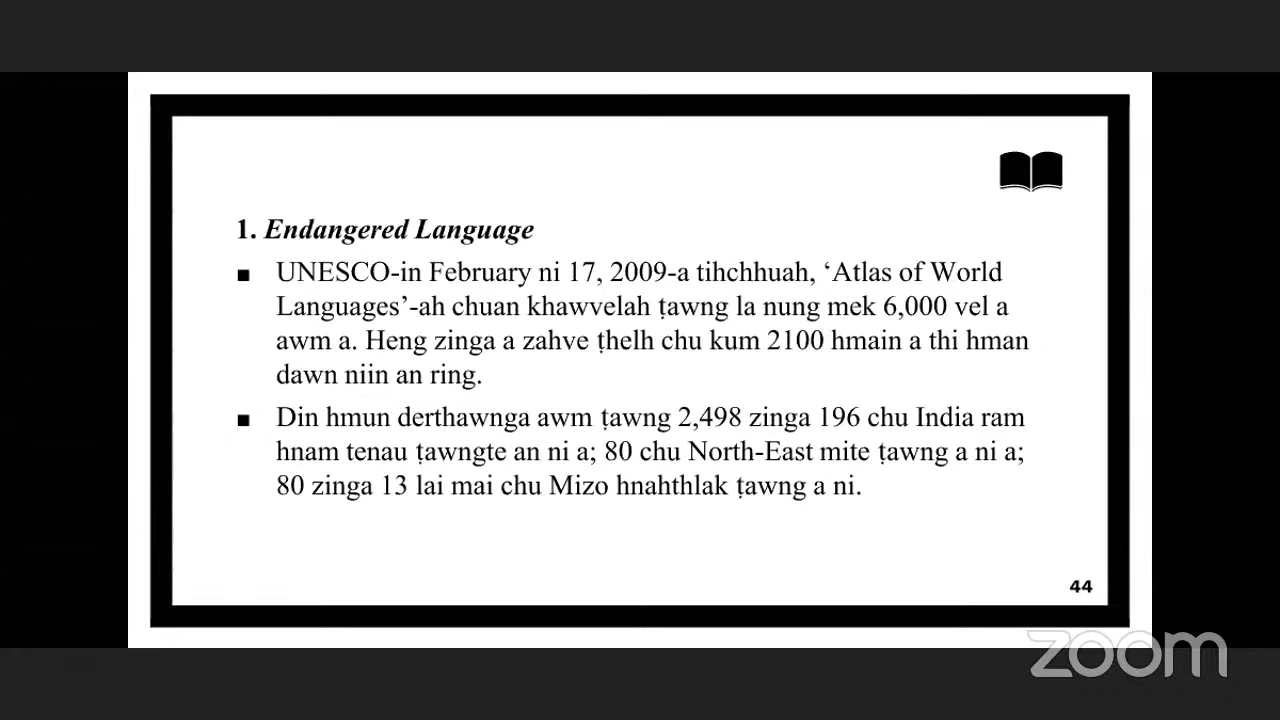 1. Endangered Language
■ UNESCO-in February ni 17, 2009-a tihchhuah, ‘Atlas of World
Languages’-ah chuan khawvelah ṭawng la nung mek 6,000 vel a
awm a. Heng zinga a zahve ṭhelh chu kum 2100 hmain a thi hman
dawn niin an ring.
■ Din hmun derthawnga awm ṭawng 2,498 zinga 196 chu India ram
hnam tenau ṭawngte an ni a; 80 chu North-East mite ṭawng a ni a;
80 zinga 13 lai mai chu Mizo hnahthlak ṭawng a ni.
44
zoom